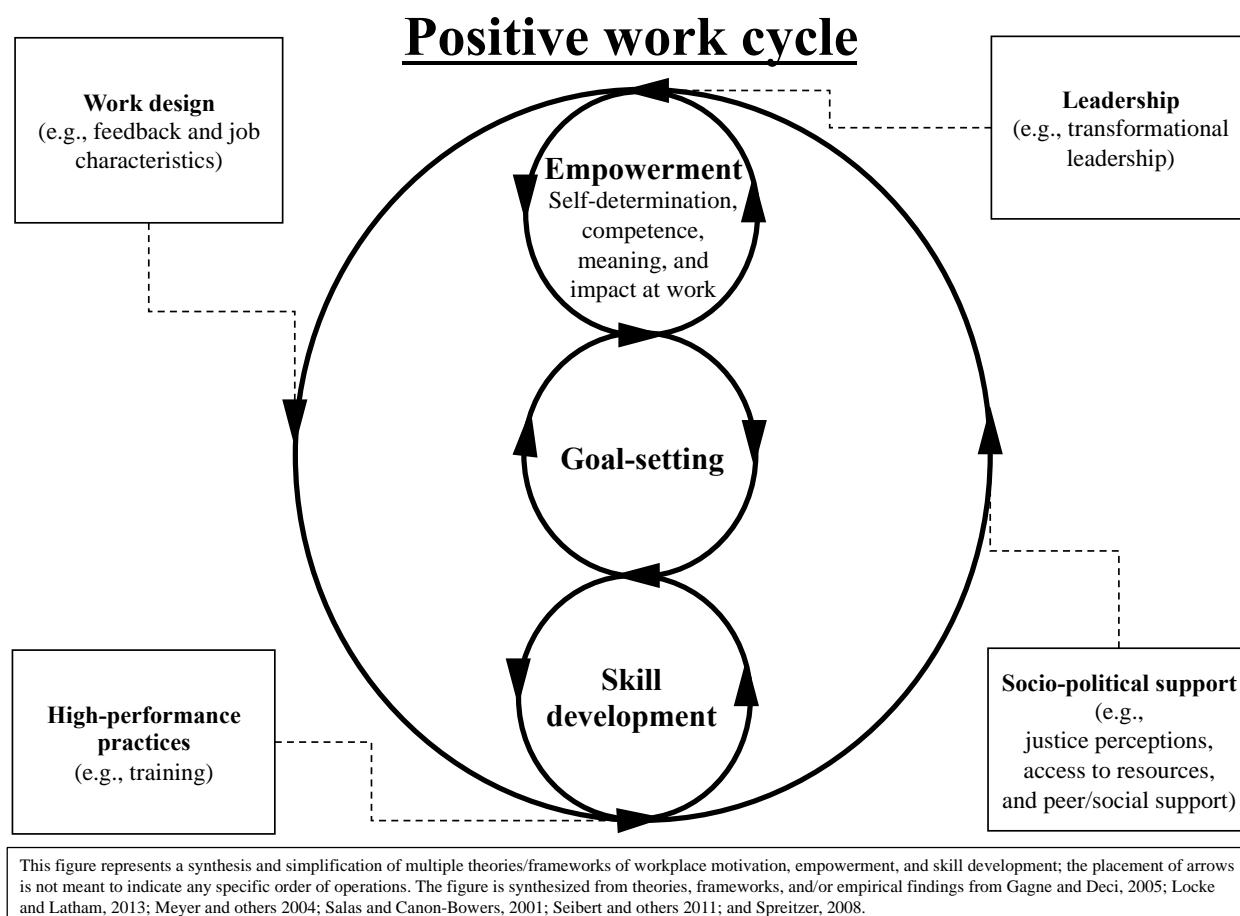 Positive work cycle
Work design
(e.g., feedback and job
characteristics)
Leadership
(e.g., transformational
leadership)
Empowerment
Self-determination,
competence,
meaning, and
impact at work
Goal-setting
Skill
development
High-performance
practices
(e.g., training)
Socio-political support
(e.g.,
justice perceptions,
access to resources,
and peer/social support)
This figure represents a synthesis and simplification of multiple theories/frameworks of workplace motivation, empowerment, and skill development; the placement of arrows
is not meant to indicate any specific order of operations. The figure is synthesized from theories, frameworks, and/or empirical findings from Gagne and Deci, 2005; Locke
and Latham, 2013; Meyer and others 2004; Salas and Canon-Bowers, 2001; Seibert and others 2011; and Spreitzer, 2008.